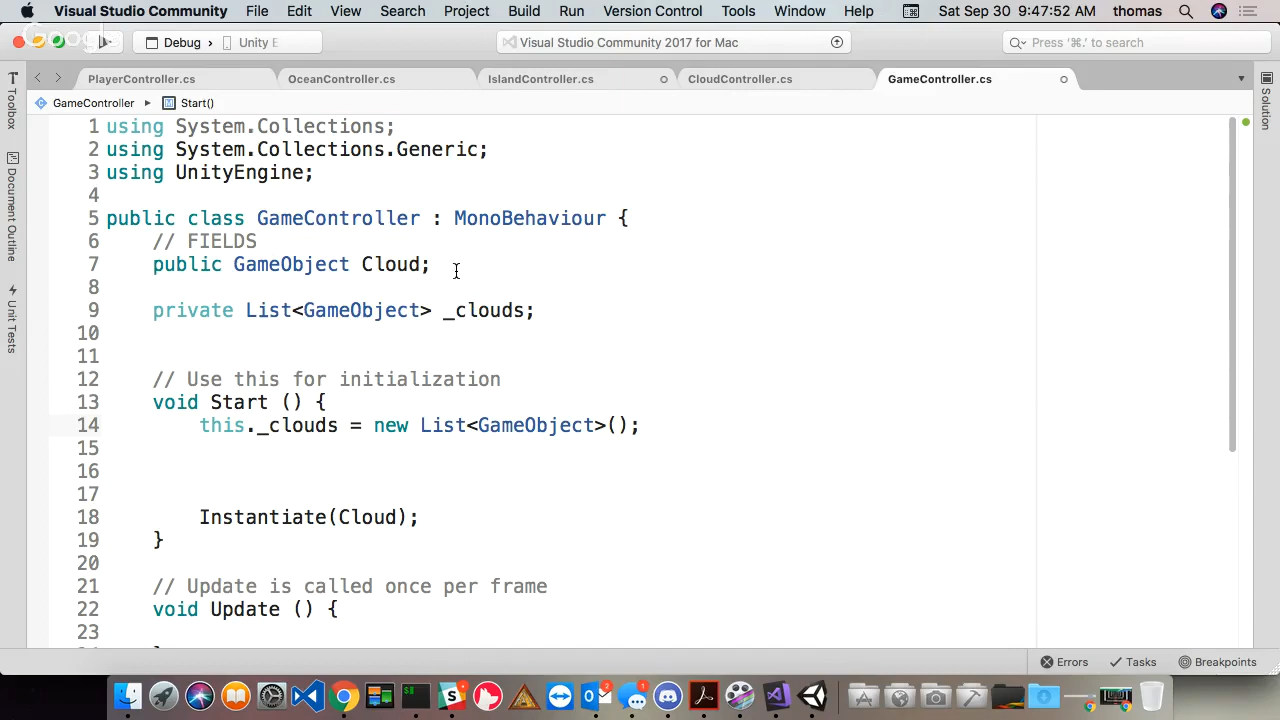 Visual Studio Community File Edit View Search Project Build Run Version Control Tools Window Help Sat Sep 30 9:47:52 AM thomas
Debug › Unity E Visual Studio Community 2017 for Mac Press '⌘.' to search
PlayerController.cs OceanController.cs IslandController.cs CloudController.cs GameController.cs
GameController ▶ M Start()
Toolbox
Document Outline
Unit Tests
Solution
1 using System.Collections;
2 using System.Collections.Generic;
3 using UnityEngine;
4
5 public class GameController : MonoBehaviour {
6 // FIELDS
7 public GameObject Cloud;
8
9 private List<GameObject> _clouds;
10
11
12 // Use this for initialization
13 void Start () {
14 this._clouds = new List<GameObject>();
15
16
17
18 Instantiate(Cloud);
19 }
20
21 // Update is called once per frame
22 void Update () {
23
Errors Tasks Breakpoints